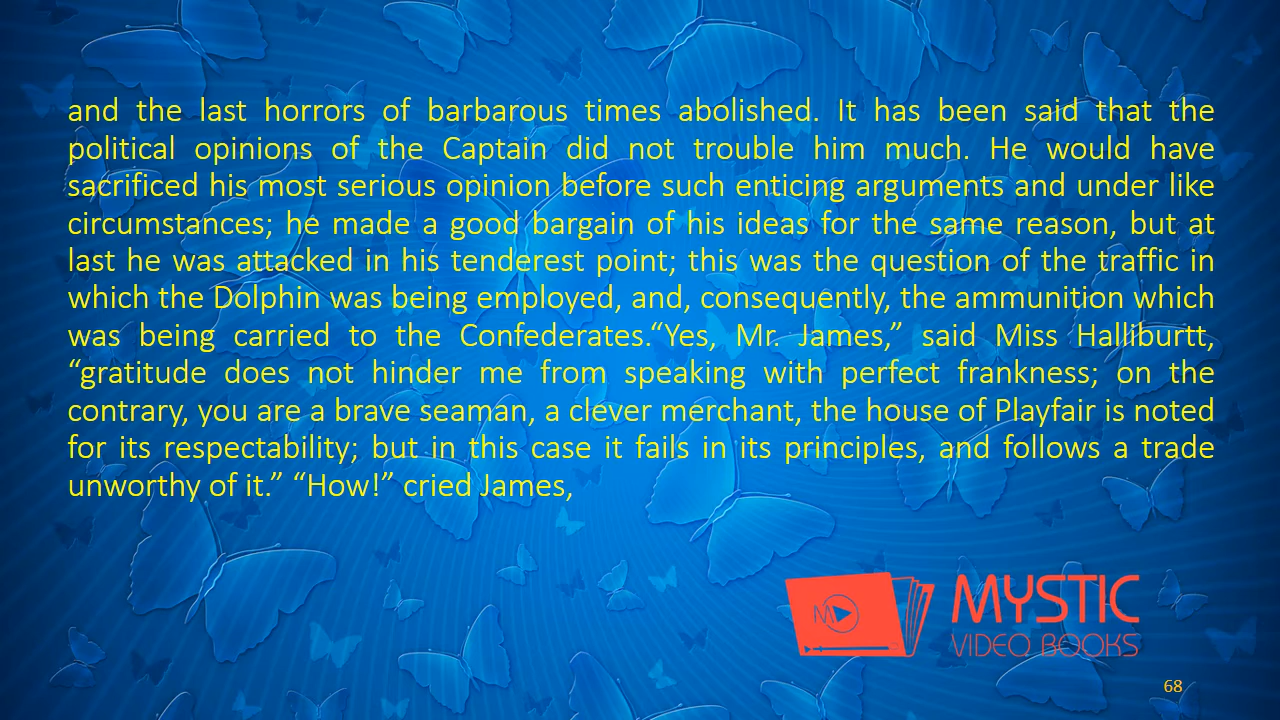 and the last horrors of barbarous times abolished. It has been said that the
political opinions of the Captain did not trouble him much. He would have
sacrificed his most serious opinion before such enticing arguments and under like
circumstances; he made a good bargain of his ideas for the same reason, but at
last he was attacked in his tenderest point; this was the question of the traffic in
which the Dolphin was being employed, and, consequently, the ammunition which
was being carried to the Confederates.“Yes, Mr. James,” said Miss Halliburtt,
“gratitude does not hinder me from speaking with perfect frankness; on the
contrary, you are a brave seaman, a clever merchant, the house of Playfair is noted
for its respectability; but in this case it fails in its principles, and follows a trade
unworthy of it.” “How!” cried James,
M
MYSTIC
VIDEO BOOKS
68